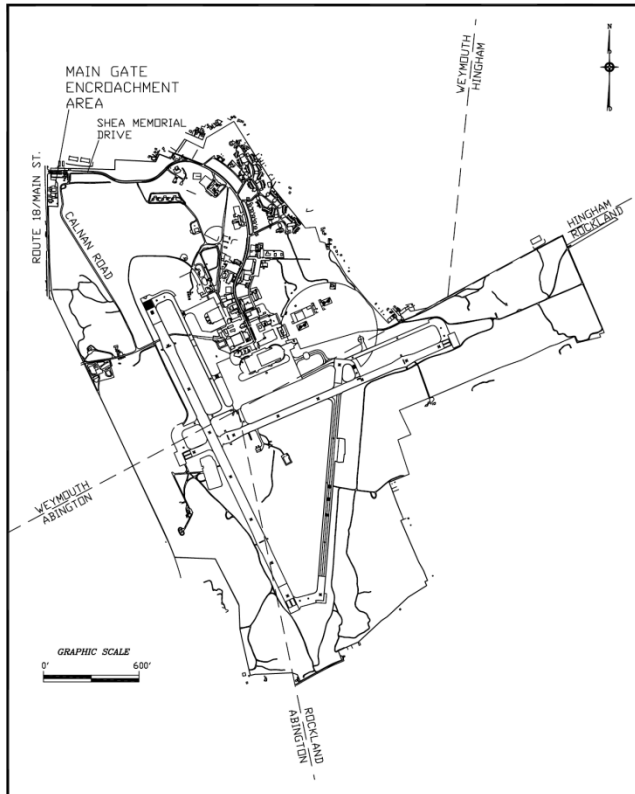 N
MAIN GATE
ENCROACHMENT
AREA
SHEA MEMORIAL
DRIVE
WEYMOUTH
HINGHAM
ROUTE 18/MAIN ST.
CALNAN ROAD
HINGHAM
ROCKLAND
WEYMOUTH
ABINGTON
GRAPHIC SCALE
0' 600'
ROCKLAND
ABINGTON